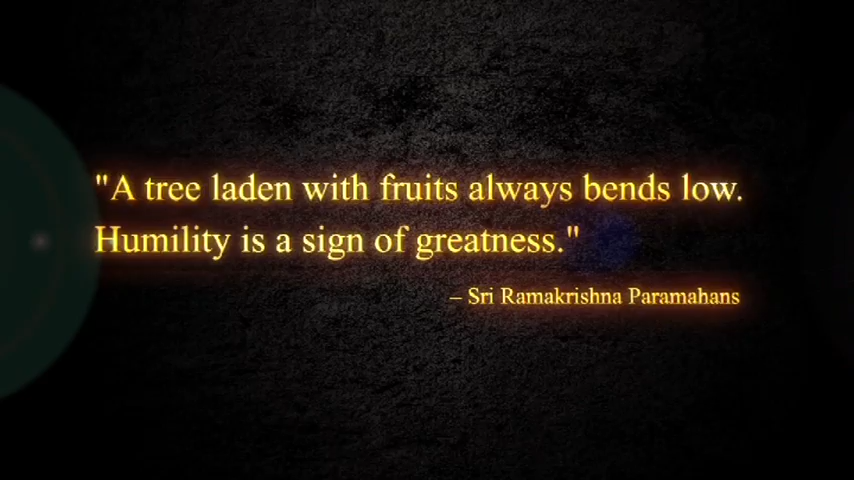 "A tree laden with fruits always bends low.
Humility is a sign of greatness."
– Sri Ramakrishna Paramahans